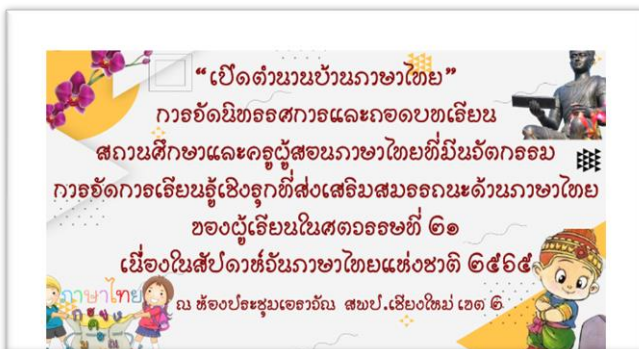 “เปิดตำนานบ้านภาษาไทย”
การจัดนิทรรศการและถอดบทเรียน
สถานศึกษาและครูผู้สอนภาษาไทยที่มีนวัตกรรม
การจัดการเรียนรู้เชิงรุกที่ส่งเสริมสมรรถนะด้านภาษาไทย
ของผู้เรียนในศตวรรษที่ ๒๑
เนื่องในสัปดาห์วันภาษาไทยแห่งชาติ ๒๕๖๕
ณ ห้องประชุมเอราวัณ สพป.เชียงใหม่ เขต ๒
ภาษาไทย